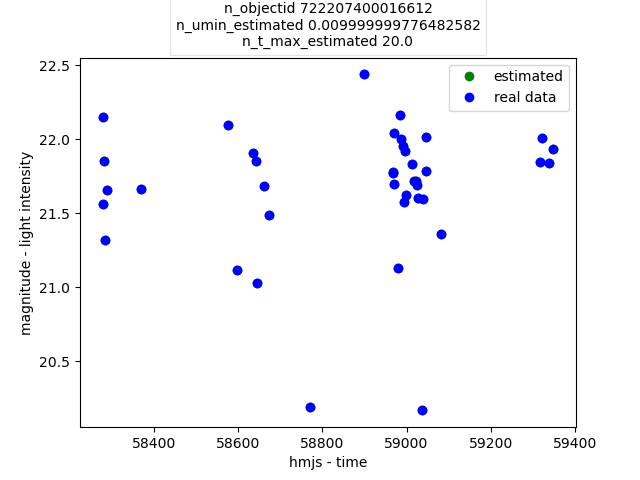 n_objectid 722207400016612
n_umin_estimated 0.009999999776482582
n_t_max_estimated 20.0
estimated
real data
magnitude - light intensity
22.5
22.0
21.5
21.0
20.5
58400 58600 58800 59000 59200 59400
hmjs - time